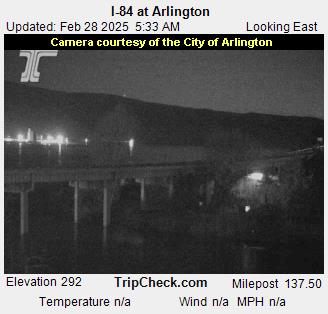 I-84 at Arlington
Updated: Feb 28 2025 5:33 AM Looking East
Camera courtesy of the City of Arlington
Elevation 292 TripCheck.com Milepost 137.50
Temperature n/a Wind n/a MPH n/a